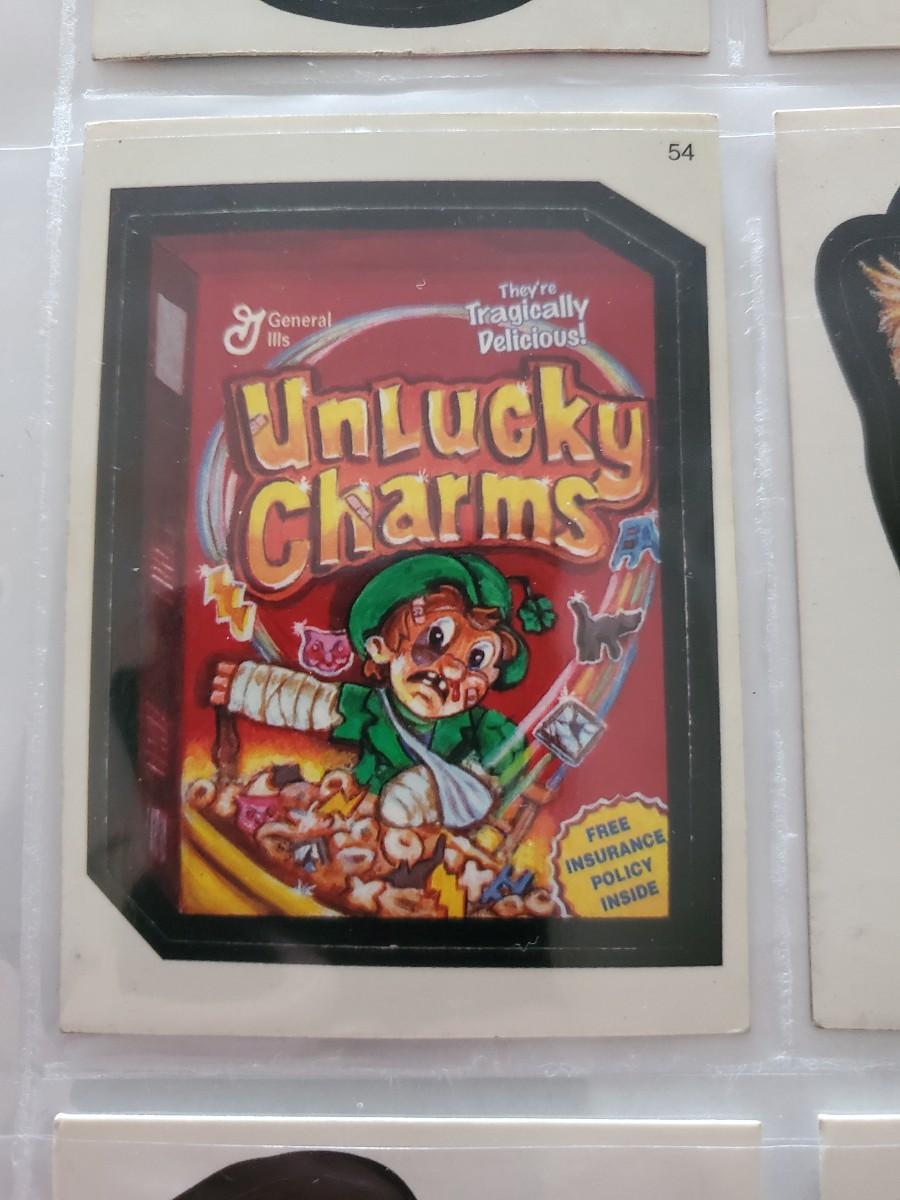 54
General
Ills
They're
Tragically
Delicious!
UnLucky
Charms
FREE
INSURANCE
POLICY
INSIDE